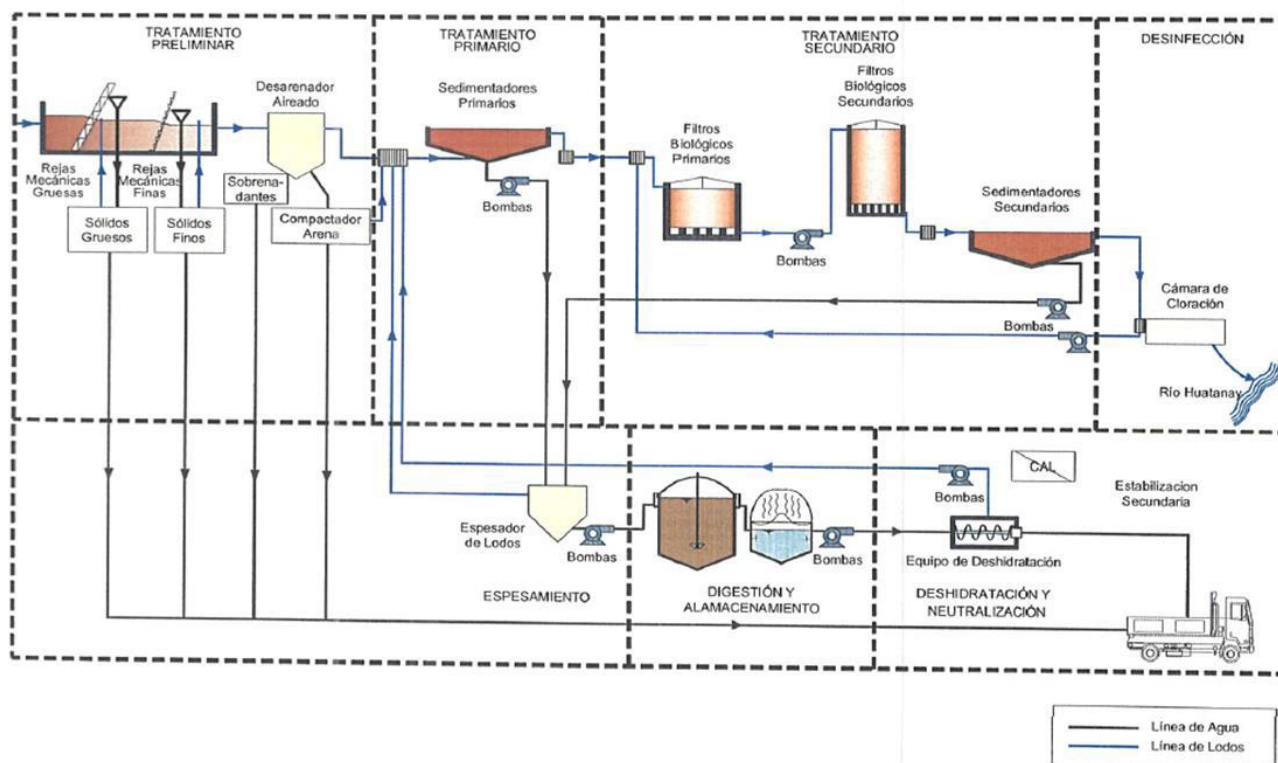 TRATAMIENTO
PRELIMINAR
TRATAMIENTO
PRIMARIO
TRATAMIENTO
SECUNDARIO
DESINFECCIÓN
Desarenador
Aireado
Sedimentadores
Primarios
Filtros
Biológicos
Secundarios
Filtros
Biológicos
Primarios
Rejas
Mecánicas
Gruesas
Rejas
Mecánicas
Finas
Sobrena-
dantes
Sólidos
Gruesos
Sólidos
Finos
Compactador
Arena
Bombas
Bombas
Sedimentadores
Secundarios
Bombas
Cámara de
Cloración
Río Huatanay
Espesador
de Lodos
Bombas
Bombas
Bombas
CAL
Estabilizacion
Secundaria
Equipo de Deshidratación
ESPESAMIENTO
DIGESTIÓN Y
ALAMACENAMIENTO
DESHIDRATACIÓN Y
NEUTRALIZACIÓN
Línea de Agua
Línea de Lodos